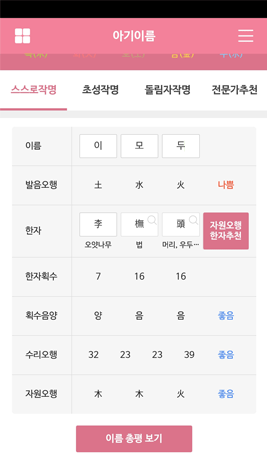 아기이름
스스로작명 초성작명 돌림자작명 전문가추천
이름 이 모 두
발음오행 土 水 火 나쁨
한자 李 橅 頭 자원오행 한자추천
오얏나무 법 머리, 우두…
한자획수 7 16 16
획수음양 양 음 음 좋음
수리오행 32 23 23 39 좋음
자원오행 木 木 火 좋음
이름 총평 보기